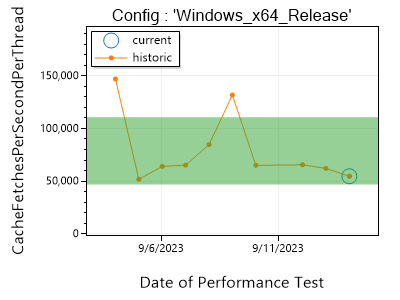 Config : 'Windows_x64_Release'
current
historic
CacheFetchesPerSecondPerThread
150,000
100,000
50,000
0
9/6/2023
9/11/2023
Date of Performance Test